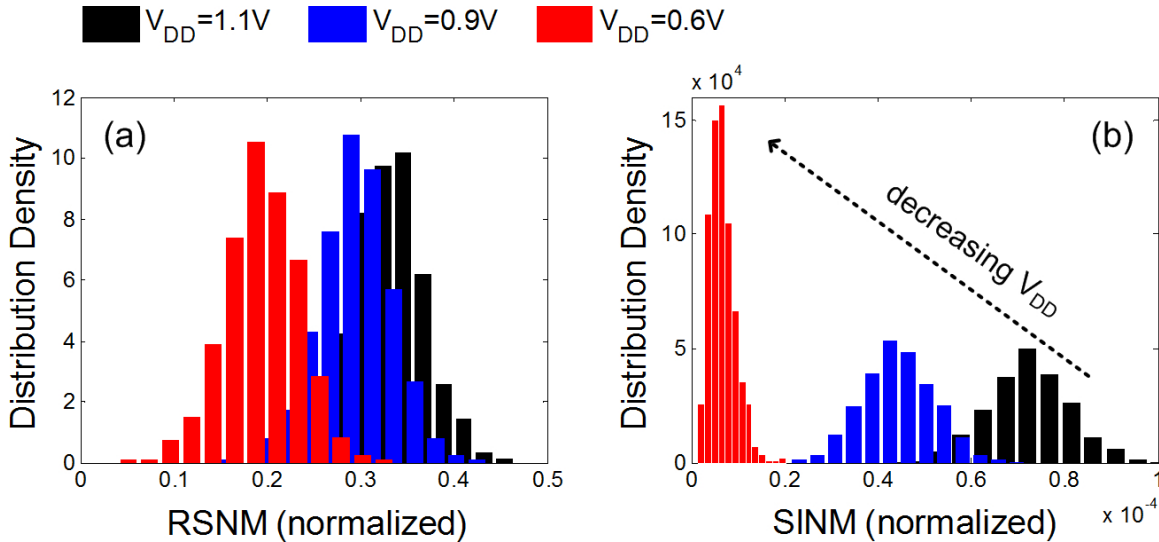 V_DD=1.1V V_DD=0.9V V_DD=0.6V
(a)
Distribution Density
12
10
8
6
4
2
0
0 0.1 0.2 0.3 0.4 0.5
RSNM (normalized)
x 10^4
(b)
Distribution Density
15
10
5
0
decreasing V_DD
0 0.2 0.4 0.6 0.8 1
SINM (normalized) x 10^-4